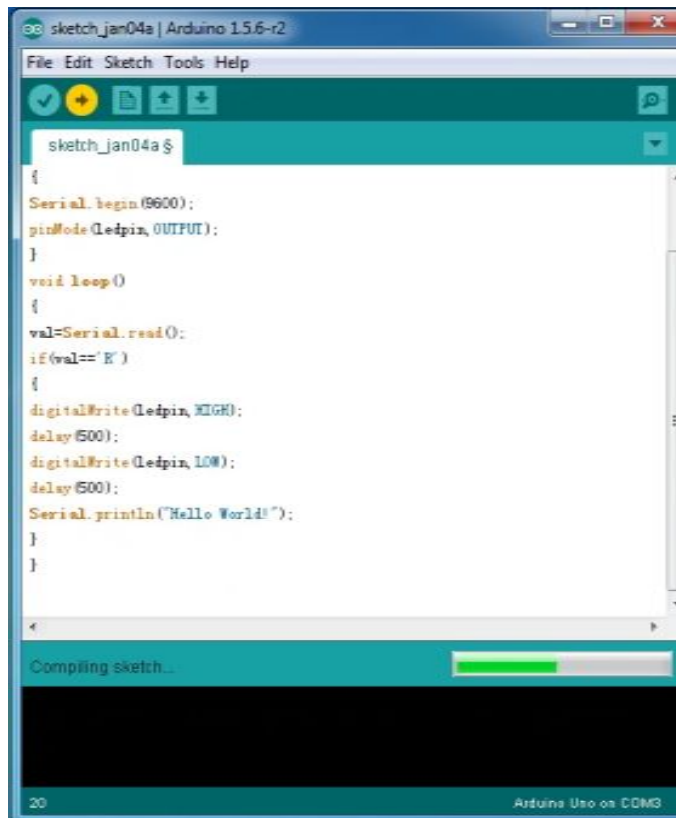 sketch_jan04a | Arduino 1.5.6-r2
File Edit Sketch Tools Help
sketch_jan04a §
{
Serial.begin(9600);
pinMode(ledpin,OUTPUT);
}
void loop()
{
val=Serial.read();
if(val=='R')
{
digitalWrite(ledpin,HIGH);
delay(500);
digitalWrite(ledpin,LOW);
delay(500);
Serial.println("Hello World!");
}
}
Compiling sketch...
20
Arduino Uno on COM3